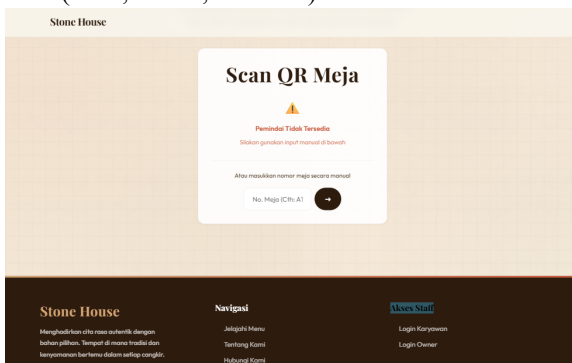 Stone House
Scan QR Meja
Pemindai Tidak Tersedia
Silakan gunakan input manual di bawah
Atau masukkan nomor meja secara manual
No. Meja (Cth: A1
Stone House
Menghadirkan cita rasa autentik dengan
bahan pilihan. Tempat di mana tradisi dan
kenyamanan bertemu dalam setiap cangkir.
Navigasi
Jelajahi Menu
Tentang Kami
Hubungi Kami
Akses Staff
Login Karyawan
Login Owner